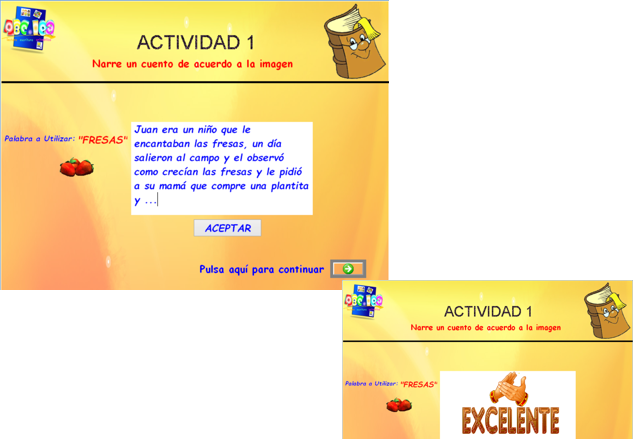 ABC 100
ACTIVIDAD 1
Narre un cuento de acuerdo a la imagen
Palabra a Utilizar: "FRESAS"
Juan era un niño que le
encantaban las fresas, un día
salieron al campo y el observó
como crecían las fresas y le pidió
a su mamá que compre una plantita
y ...
ACEPTAR
Pulsa aquí para continuar
ACTIVIDAD 1
Narre un cuento de acuerdo a la imagen
Palabra a Utilizar: "FRESAS"
EXCELENTE